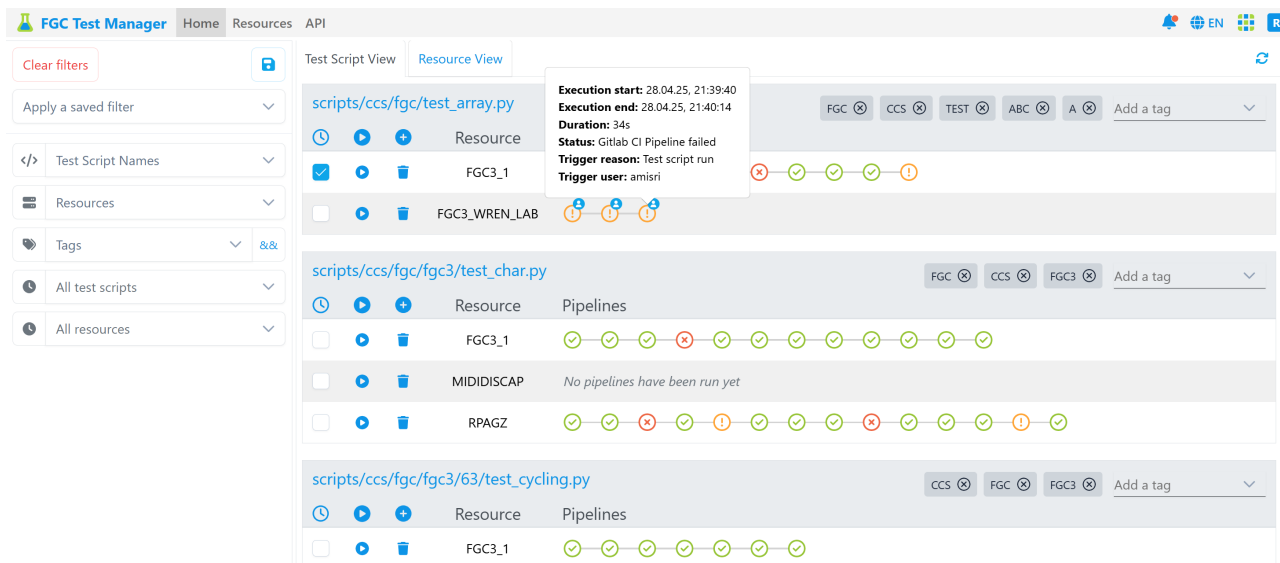 FGC Test Manager Home Resources API EN R
Clear filters
Apply a saved filter
Test Script Names
Resources
Tags &&
All test scripts
All resources
Test Script View Resource View
scripts/ccs/fgc/test_array.py FGC CCS TEST ABC A Add a tag
Resource
FGC3_1
FGC3_WREN_LAB
Execution start: 28.04.25, 21:39:40
Execution end: 28.04.25, 21:40:14
Duration: 34s
Status: Gitlab CI Pipeline failed
Trigger reason: Test script run
Trigger user: amisri
scripts/ccs/fgc/fgc3/test_char.py FGC CCS FGC3 Add a tag
Resource Pipelines
FGC3_1
MIDIDISCAP No pipelines have been run yet
RPAGZ
scripts/ccs/fgc/fgc3/63/test_cycling.py CCS FGC FGC3 Add a tag
Resource Pipelines
FGC3_1